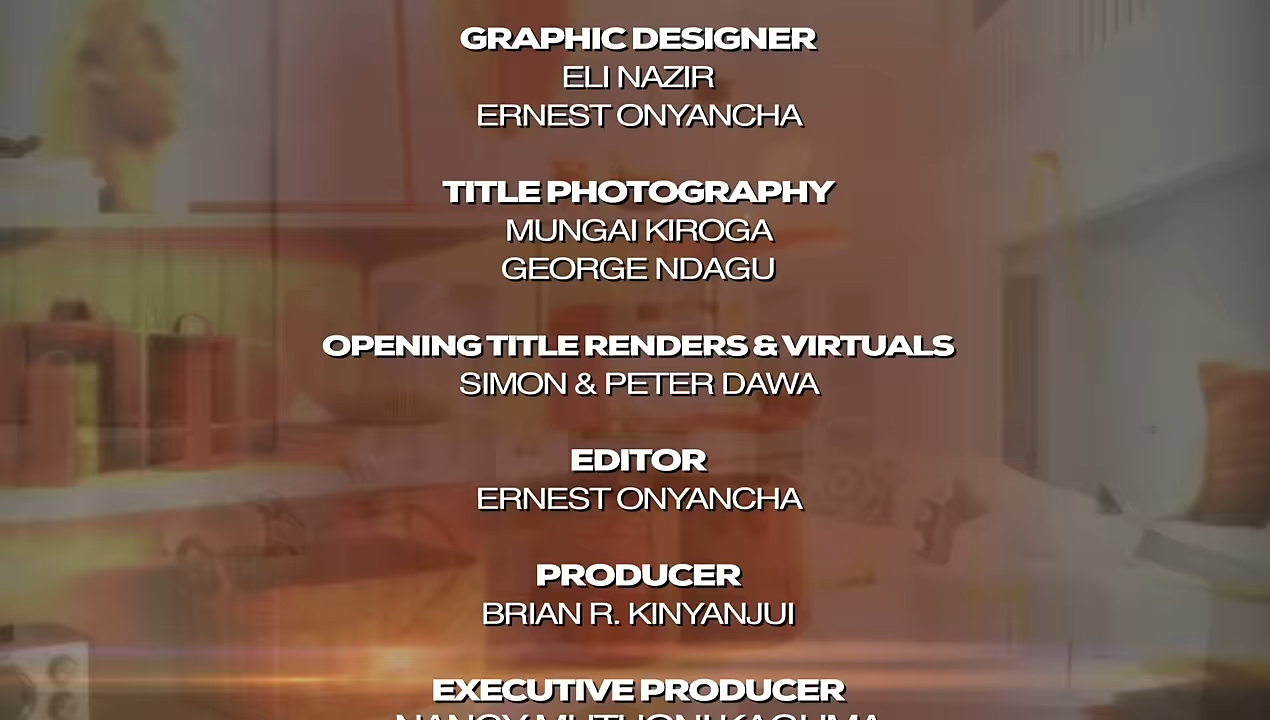 GRAPHIC DESIGNER
ELI NAZIR
ERNEST ONYANCHA
TITLE PHOTOGRAPHY
MUNGAI KIROGA
GEORGE NDAGU
OPENING TITLE RENDERS & VIRTUALS
SIMON & PETER DAWA
EDITOR
ERNEST ONYANCHA
PRODUCER
BRIAN R. KINYANJUI
EXECUTIVE PRODUCER